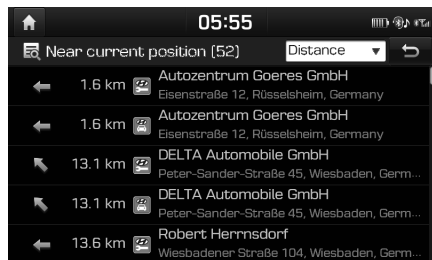 05:55
Near current position (52)
Distance
1.6 km
Autozentrum Goeres GmbH
Eisenstraße 12, Rüsselsheim, Germany
1.6 km
Autozentrum Goeres GmbH
Eisenstraße 12, Rüsselsheim, Germany
13.1 km
DELTA Automobile GmbH
Peter-Sander-Straße 45, Wiesbaden, Germ...
13.1 km
DELTA Automobile GmbH
Peter-Sander-Straße 45, Wiesbaden, Germ...
13.6 km
Robert Herrnsdorf
Wiesbadener Straße 104, Wiesbaden, Germ...